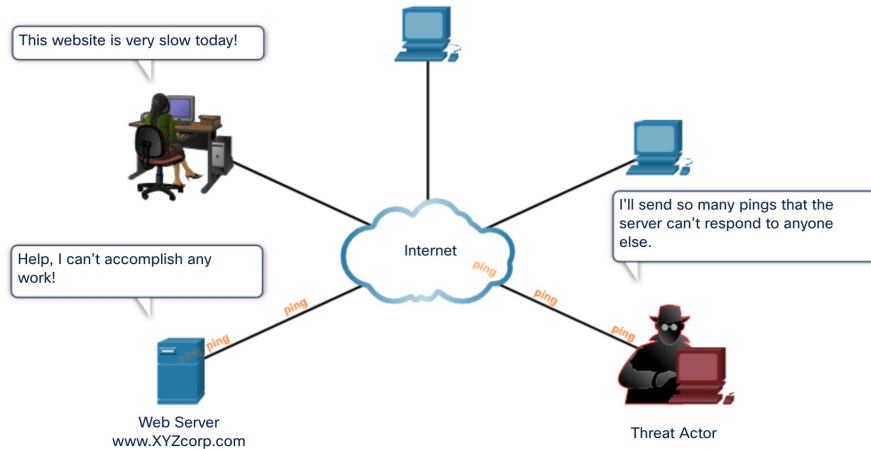 This website is very slow today!
I'll send so many pings that the
server can't respond to anyone
else.
Internet
Help, I can't accomplish any
work!
ping
ping
ping
ping
ping
ping
Web Server
www.XYZcorp.com
Threat Actor